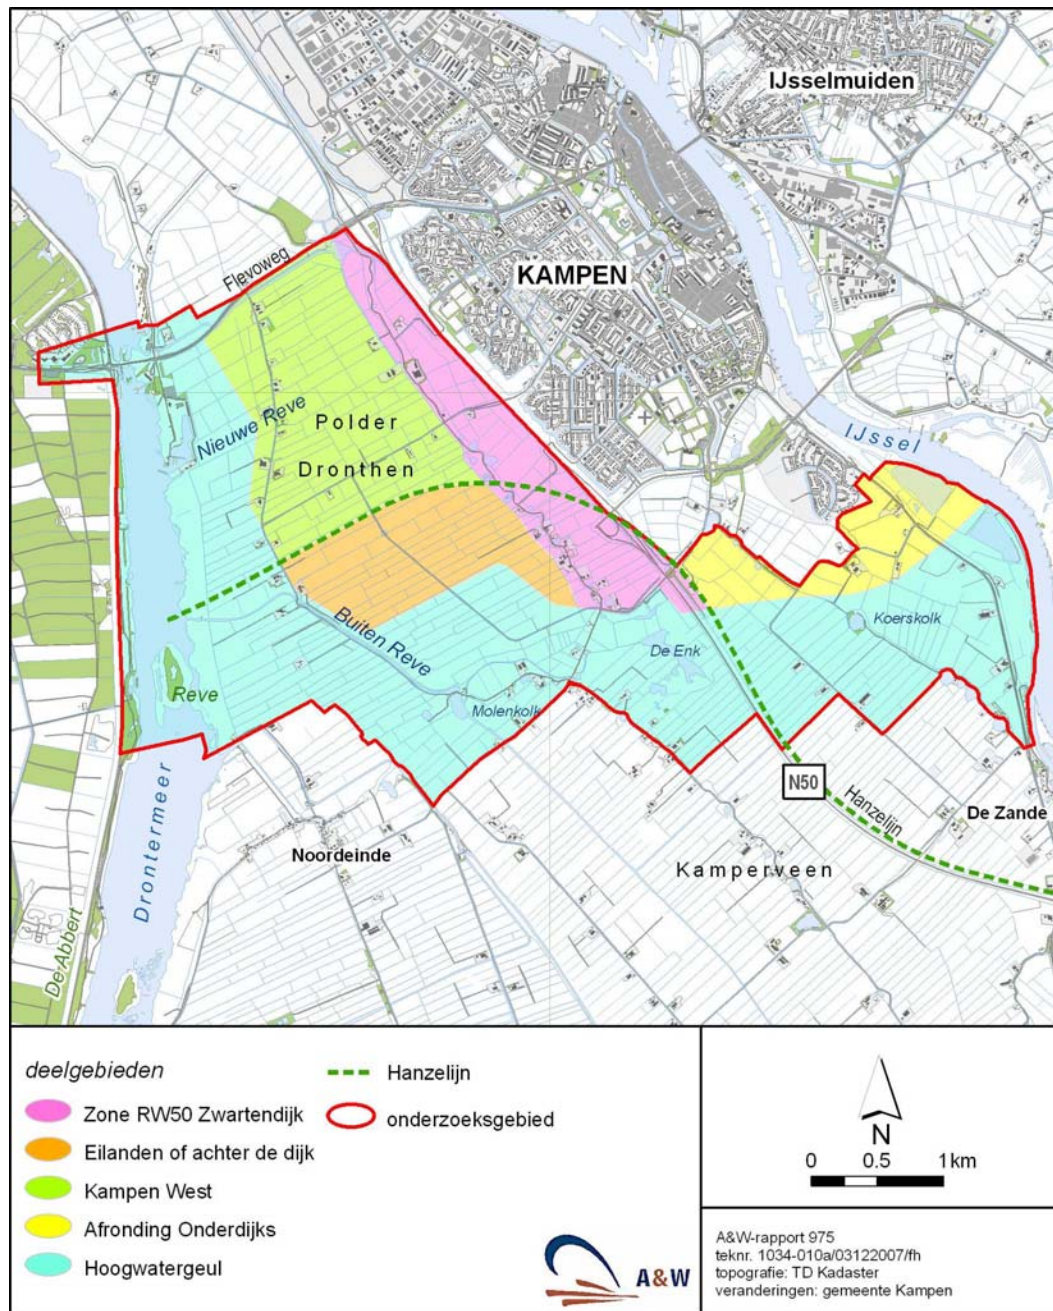 IJsselmuiden
KAMPEN
Flevoweg
IJssel
Nieuwe Reve
Polder
Dronthen
Buiten Reve
Koerskolk
De Enk
Reve
Molenkolk
N50
Hanzelijn
De Zande
Drontermeer
Noordeinde
Kamperveen
De Abbert
deelgebieden
Zone RW50 Zwartendijk
Eilanden of achter de dijk
Kampen West
Afronding Onderdijks
Hoogwatergeul
Hanzelijn
onderzoeksgebied
A&W
N
0 0.5 1km
A&W-rapport 975
teknr. 1034-010a/03122007/fh
topografie: TD Kadaster
veranderingen: gemeente Kampen